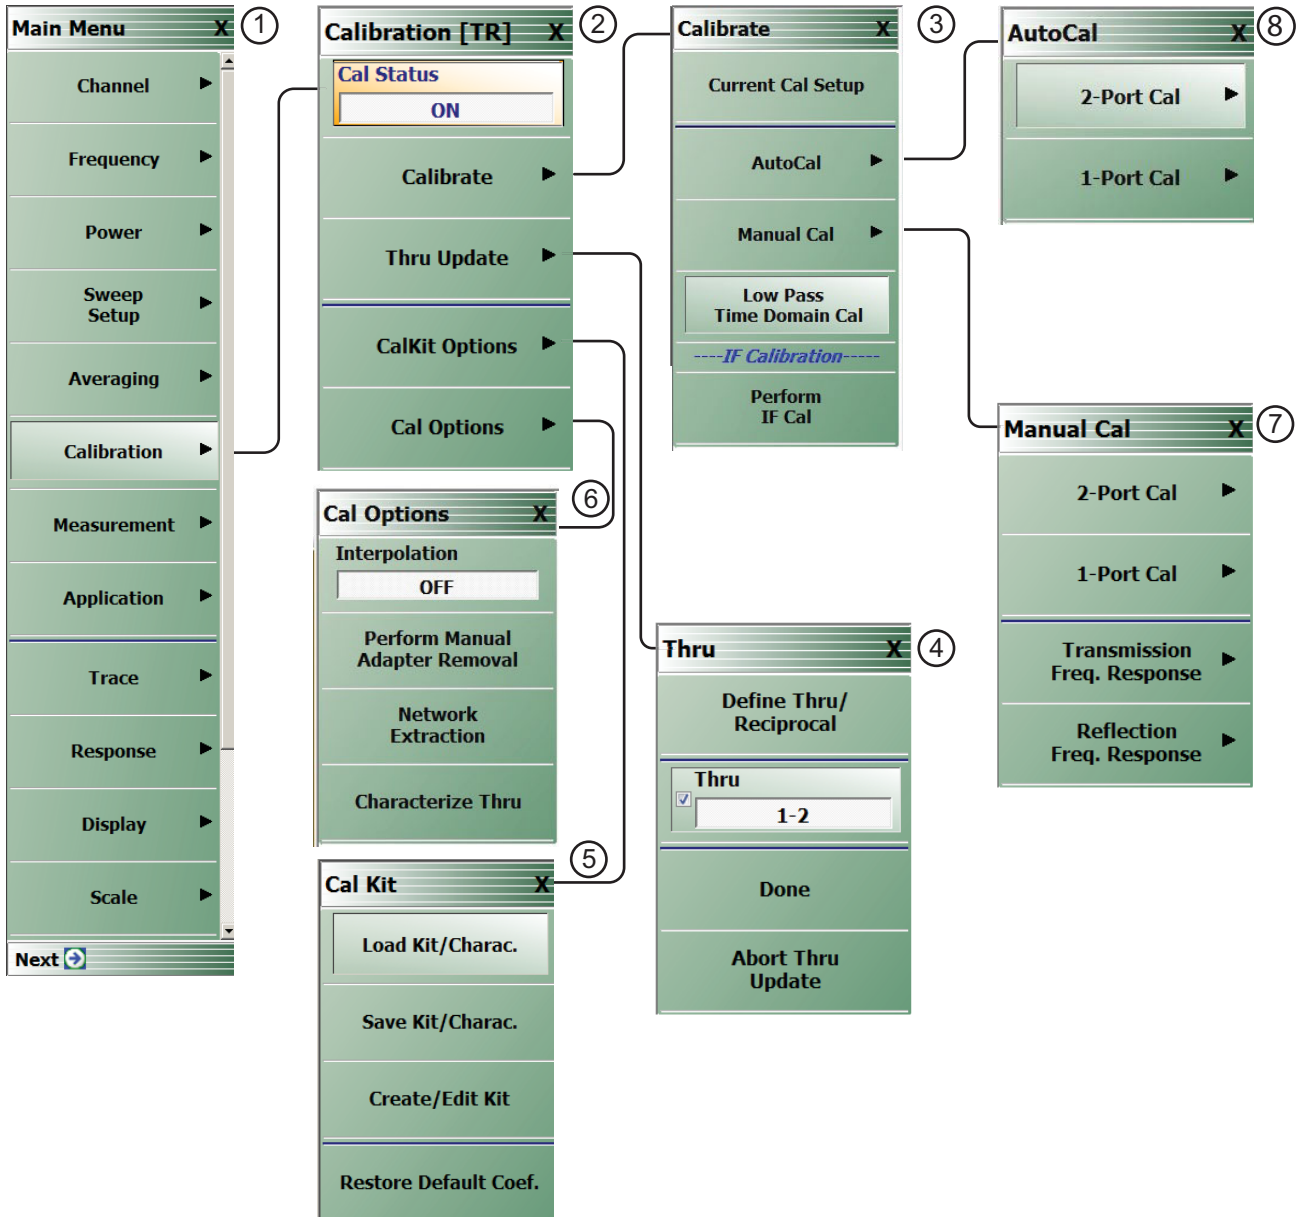 Main Menu X 1
Channel
Frequency
Power
Sweep
Setup
Averaging
Calibration
Measurement
Application
Trace
Response
Display
Scale
Next
Calibration [TR] X 2
Cal Status
ON
Calibrate
Thru Update
CalKit Options
Cal Options
Calibrate X 3
Current Cal Setup
AutoCal
Manual Cal
Low Pass
Time Domain Cal
----IF Calibration-----
Perform
IF Cal
AutoCal X 8
2-Port Cal
1-Port Cal
Manual Cal X 7
2-Port Cal
1-Port Cal
Transmission
Freq. Response
Reflection
Freq. Response
Cal Options X 6
Interpolation
OFF
Perform Manual
Adapter Removal
Network
Extraction
Characterize Thru
Thru X 4
Define Thru/
Reciprocal
Thru
1-2
Done
Abort Thru
Update
Cal Kit X 5
Load Kit/Charac.
Save Kit/Charac.
Create/Edit Kit
Restore Default Coef.